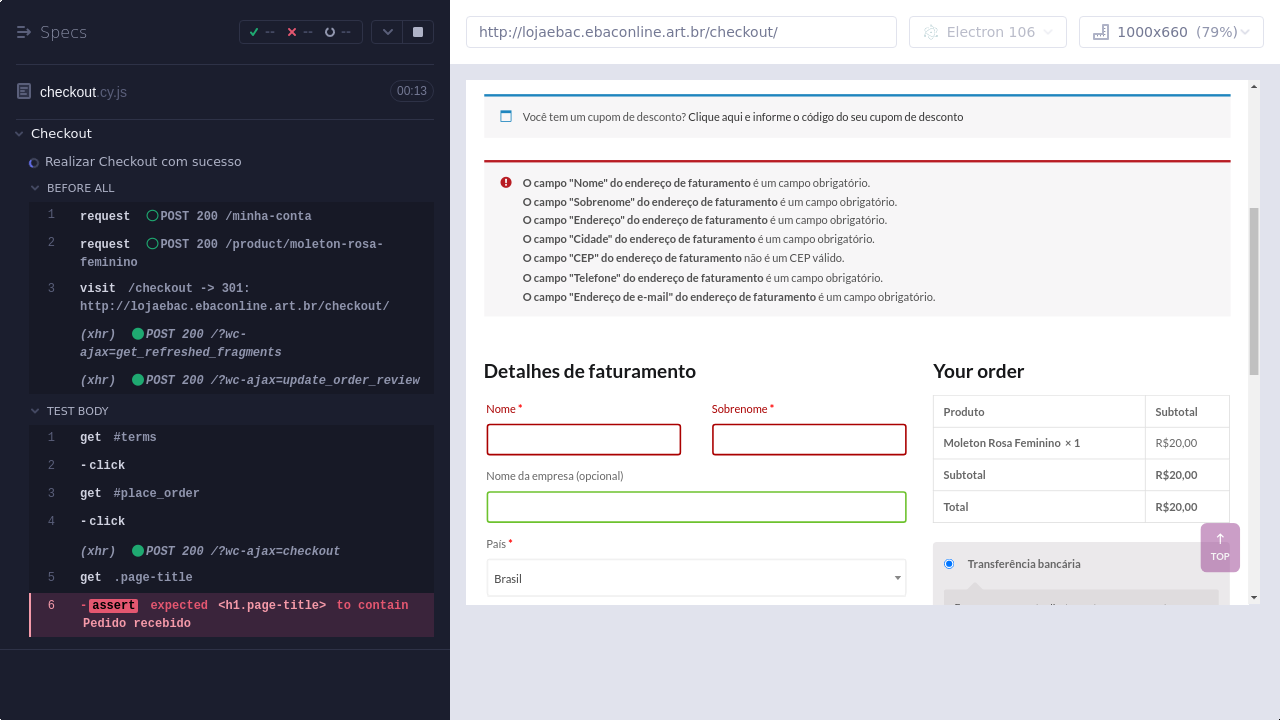 Specs
-- -- --
checkout.cy.js 00:13
Checkout
Realizar Checkout com sucesso
BEFORE ALL
1 request POST 200 /minha-conta
2 request POST 200 /product/moleton-rosa-
feminino
3 visit /checkout -> 301:
http://lojaebac.ebaconline.art.br/checkout/
(xhr) POST 200 /?wc-
ajax=get_refreshed_fragments
(xhr) POST 200 /?wc-ajax=update_order_review
TEST BODY
1 get #terms
2 -click
3 get #place_order
4 -click
(xhr) POST 200 /?wc-ajax=checkout
5 get .page-title
6 -assert expected <h1.page-title> to contain
Pedido recebido
http://lojaebac.ebaconline.art.br/checkout/
Electron 106
1000x660 (79%)
Você tem um cupom de desconto? Clique aqui e informe o código do seu cupom de desconto
O campo "Nome" do endereço de faturamento é um campo obrigatório.
O campo "Sobrenome" do endereço de faturamento é um campo obrigatório.
O campo "Endereço" do endereço de faturamento é um campo obrigatório.
O campo "Cidade" do endereço de faturamento é um campo obrigatório.
O campo "CEP" do endereço de faturamento não é um CEP válido.
O campo "Telefone" do endereço de faturamento é um campo obrigatório.
O campo "Endereço de e-mail" do endereço de faturamento é um campo obrigatório.
Detalhes de faturamento
Nome *
Sobrenome *
Nome da empresa (opcional)
País *
Brasil
Your order
Produto Subtotal
Moleton Rosa Feminino × 1 R$20,00
Subtotal R$20,00
Total R$20,00
↑
TOP
Transferência bancária